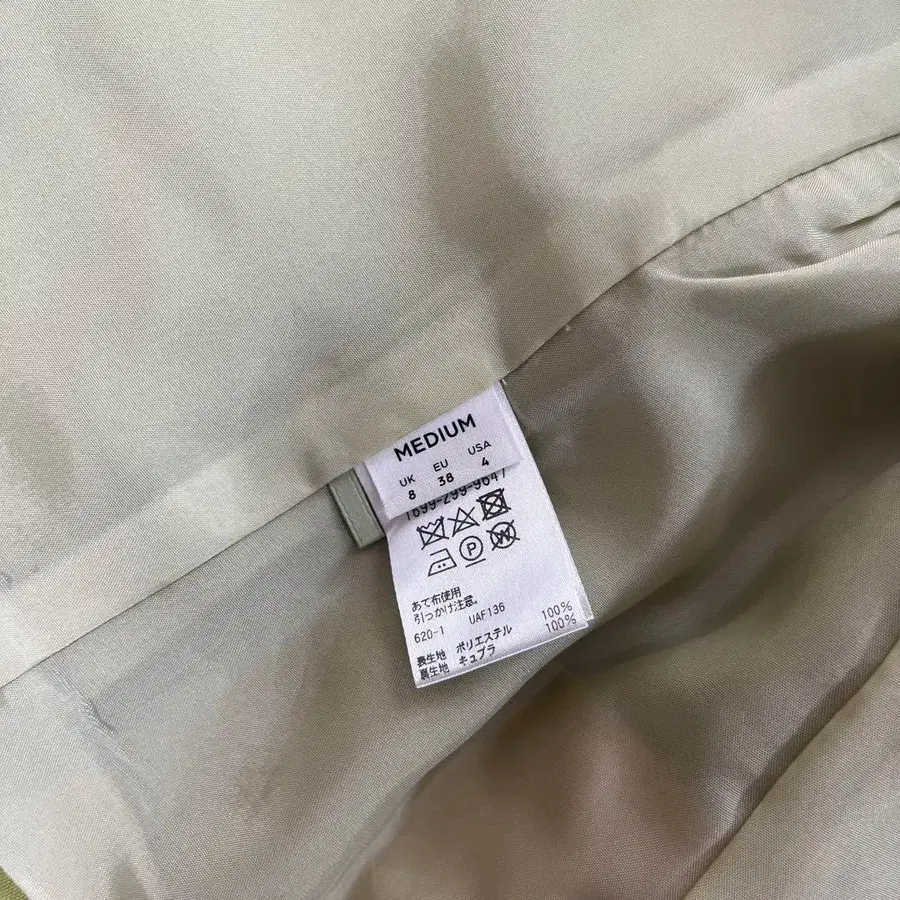 MEDIUM
UK EU USA
8 38 4
1699-299-9647
P
W
あて布使用
引っかけ注意。
620-1 UAF136
表生地 ポリエステル 100%
裏生地 キュプラ 100%